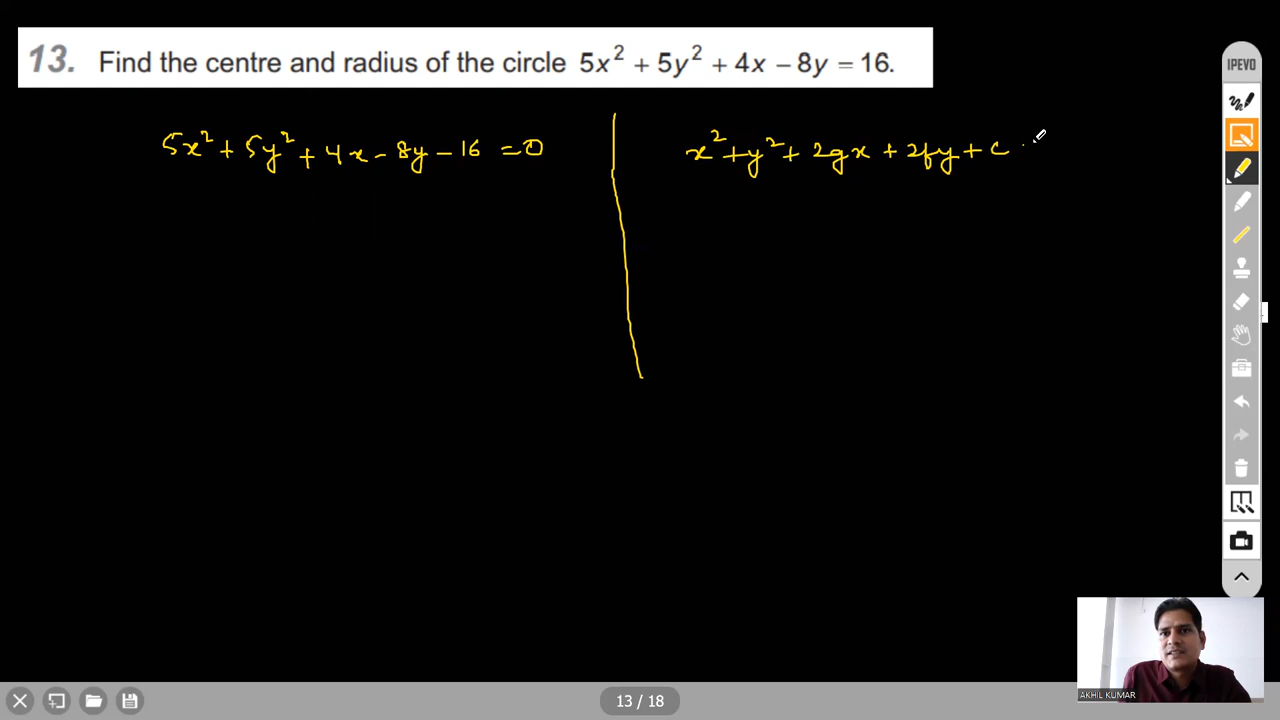 13. Find the centre and radius of the circle 5x² + 5y² + 4x − 8y = 16.
5x² + 5y² + 4x − 8y − 16 = 0
x² + y² + 2gx + 2fy + c
IPEVO
AKHIL KUMAR
13 / 18